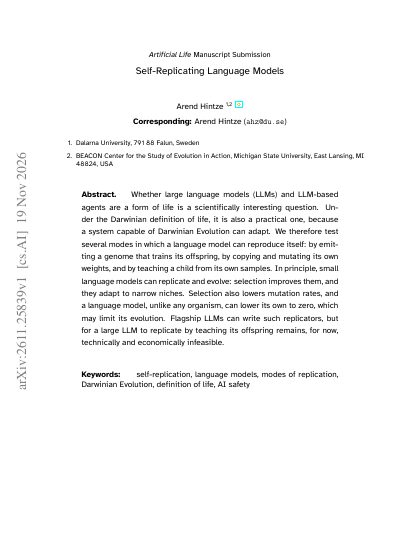 Artificial Life Manuscript Submission
Self-Replicating Language Models
Arend Hintze 1,2
Corresponding: Arend Hintze (ahz@du.se)
1. Dalarna University, 791 88 Falun, Sweden
2. BEACON Center for the Study of Evolution in Action, Michigan State University, East Lansing, MI
48824, USA
Abstract. Whether large language models (LLMs) and LLM-based
agents are a form of life is a scientifically interesting question. Un-
der the Darwinian definition of life, it is also a practical one, because
a system capable of Darwinian Evolution can adapt. We therefore test
several modes in which a language model can reproduce itself: by emit-
ting a genome that trains its offspring, by copying and mutating its own
weights, and by teaching a child from its own samples. In principle, small
language models can replicate and evolve: selection improves them, and
they adapt to narrow niches. Selection also lowers mutation rates, and
a language model, unlike any organism, can lower its own to zero, which
may limit its evolution. Flagship LLMs can write such replicators, but
for a large LLM to replicate by teaching its offspring remains, for now,
technically and economically infeasible.
Keywords: self-replication, language models, modes of replication,
Darwinian Evolution, definition of life, AI safety
arXiv:2611.25839v1 [cs.AI] 19 Nov 2026